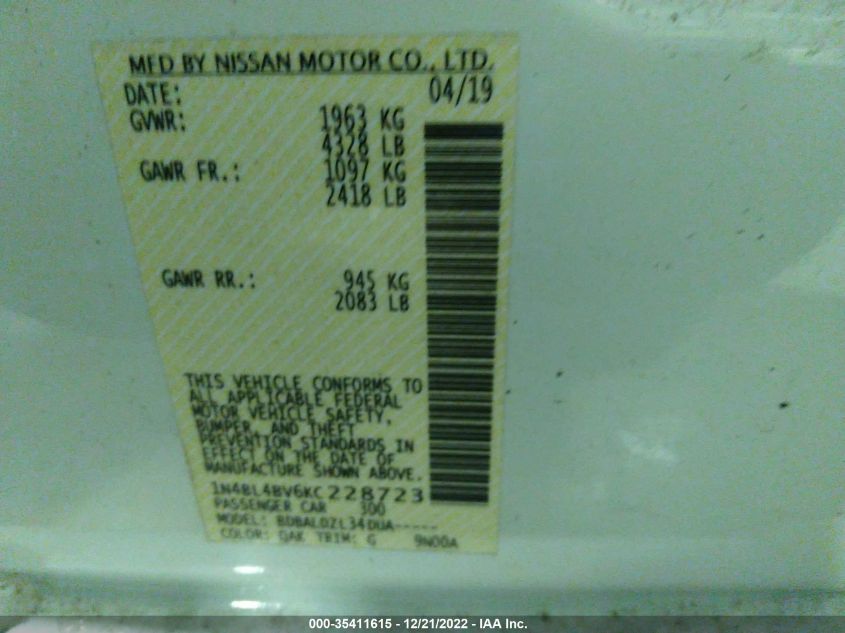 MFD BY NISSAN MOTOR CO., LTD.
DATE: 04/19
GVWR: 1963 KG
4328 LB
GAWR FR.: 1097 KG
2418 LB
GAWR RR.: 945 KG
2083 LB
THIS VEHICLE CONFORMS TO
ALL APPLICABLE FEDERAL
MOTOR VEHICLE SAFETY,
BUMPER, AND THEFT
PREVENTION STANDARDS IN
EFFECT ON THE DATE OF
MANUFACTURE SHOWN ABOVE.
1N4BL4BV6KC228723
PASSENGER CAR 300
MODEL: BDBALDZL34DUA-----
COLOR: QAK TRIM: G 9N00A
000-35411615 - 12/21/2022 - IAA Inc.